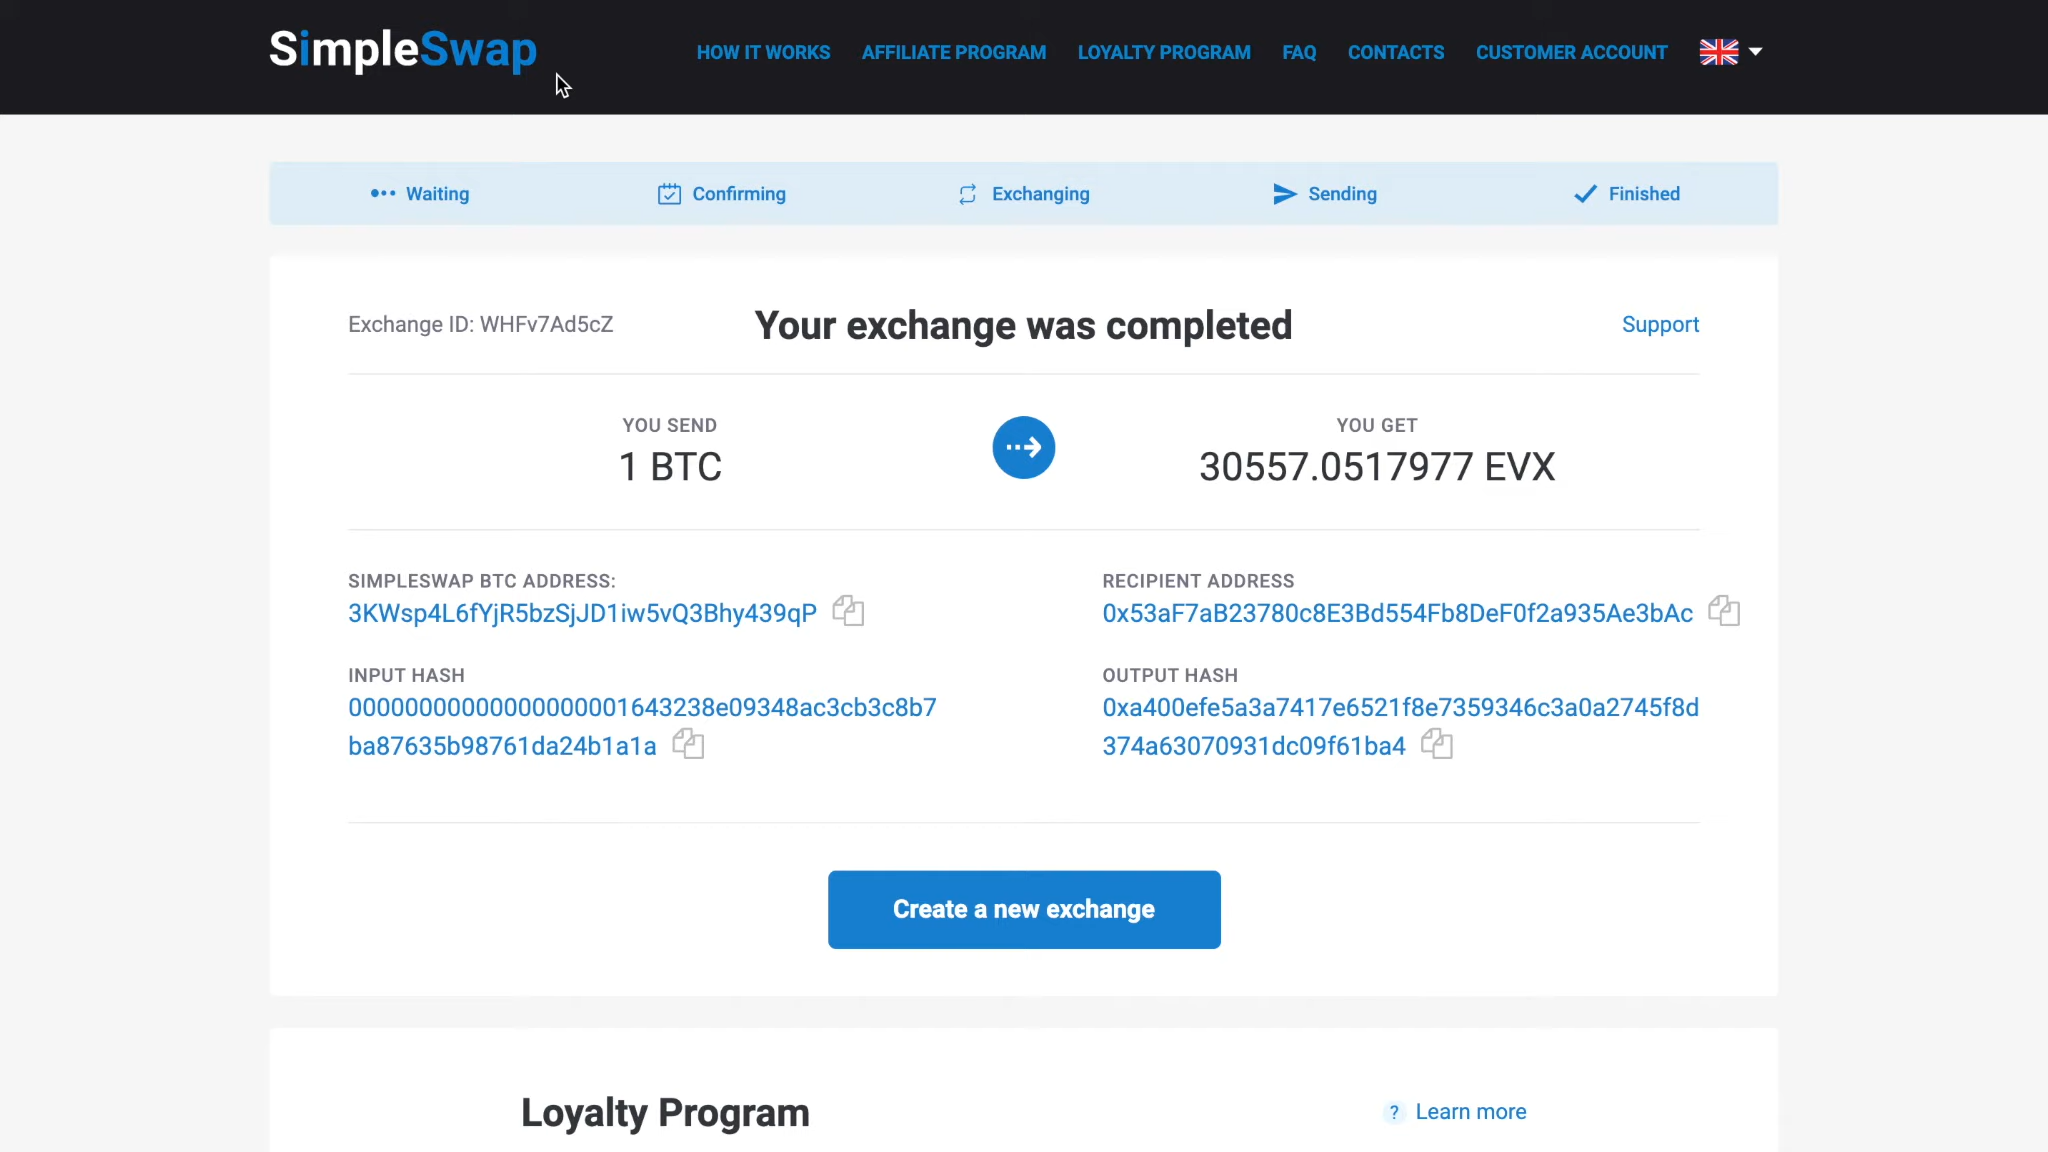 SimpleSwap
HOW IT WORKS AFFILIATE PROGRAM LOYALTY PROGRAM FAQ CONTACTS CUSTOMER ACCOUNT
Waiting Confirming Exchanging Sending Finished
Exchange ID: WHFv7Ad5cZ Your exchange was completed Support
YOU SEND
1 BTC
YOU GET
30557.0517977 EVX
SIMPLESWAP BTC ADDRESS:
3KWsp4L6fYjR5bzSjJD1iw5vQ3Bhy439qP
RECIPIENT ADDRESS
0x53aF7aB23780c8E3Bd554Fb8DeF0f2a935Ae3bAc
INPUT HASH
00000000000000000001643238e09348ac3cb3c8b7
ba87635b98761da24b1a1a
OUTPUT HASH
0xa400efe5a3a7417e6521f8e7359346c3a0a2745f8d
374a63070931dc09f61ba4
Create a new exchange
Loyalty Program ? Learn more